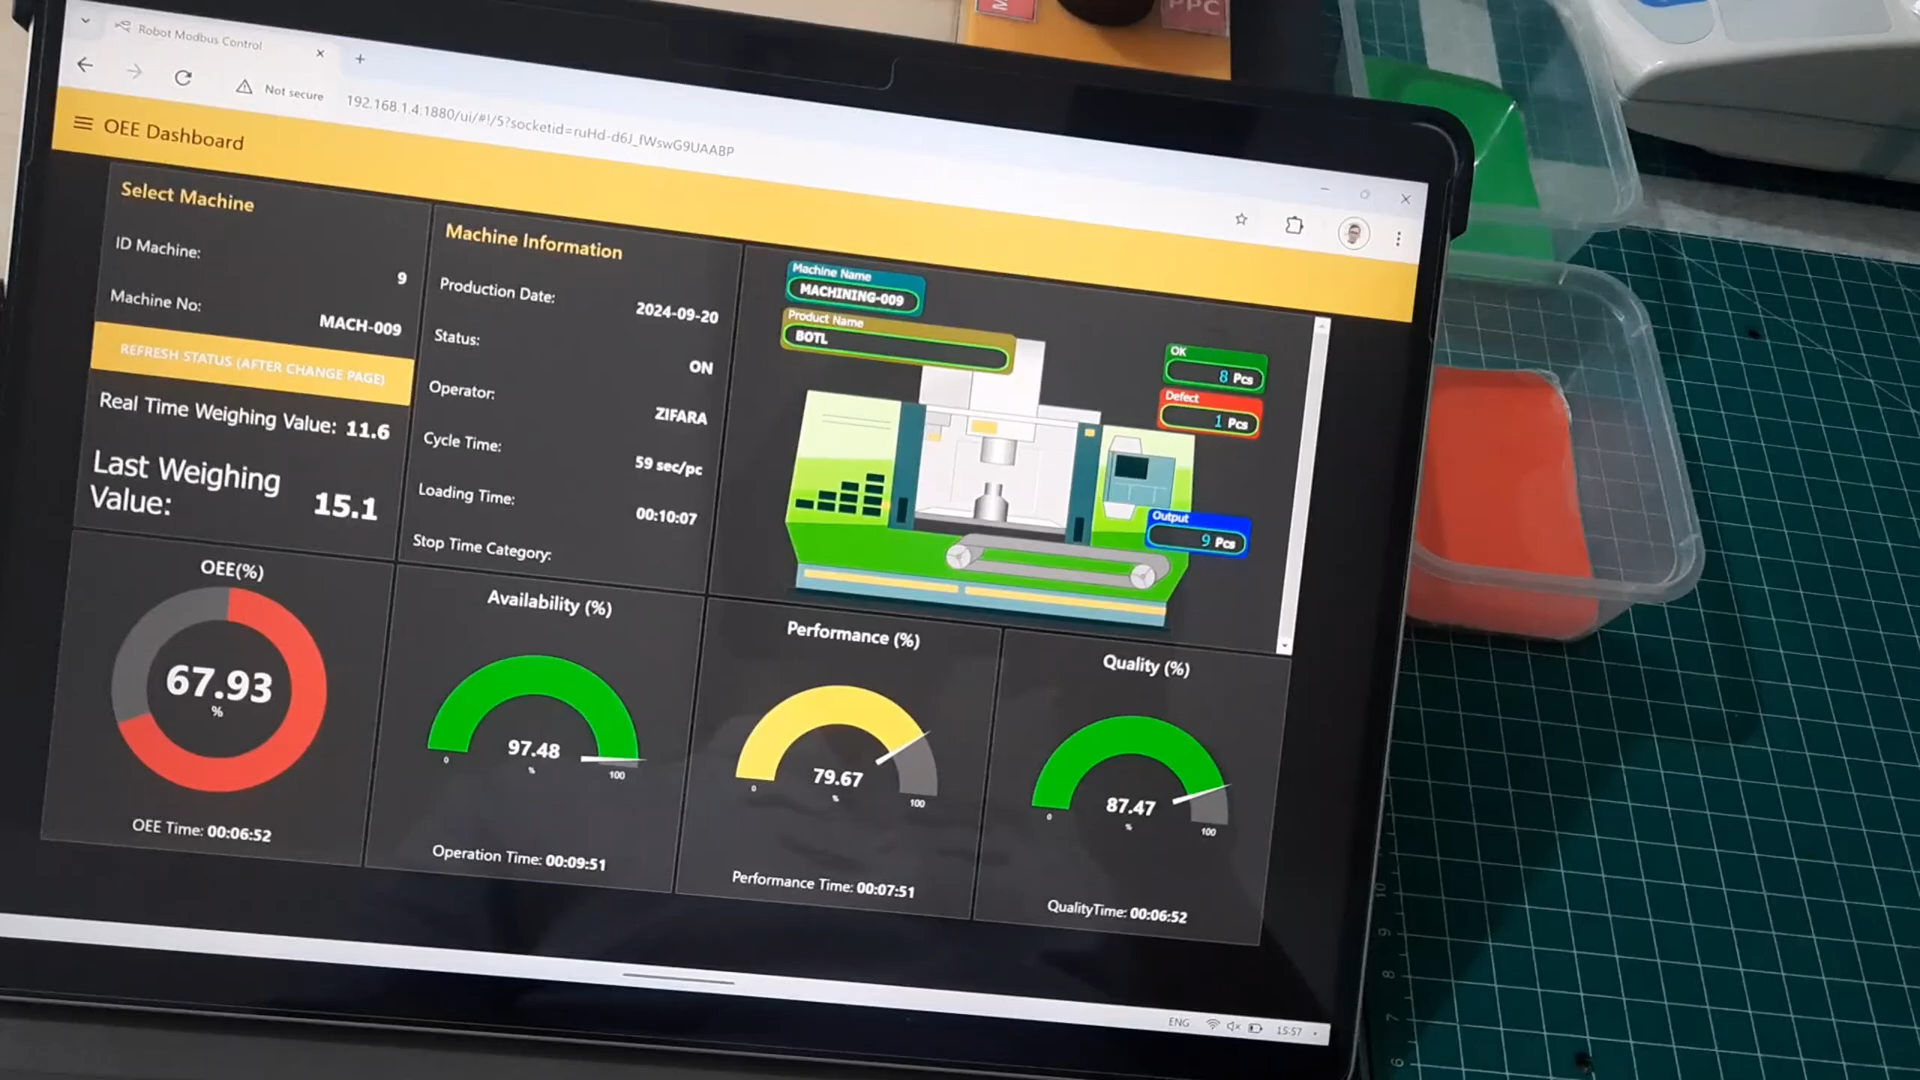 PPC
Robot Modbus Control
Not secure
192.168.1.4:1880/ui/#!/5?socketid=ruHd-d6J_fWswG9UAABP
OEE Dashboard
Select Machine
ID Machine:
9
Machine No:
MACH-009
REFRESH STATUS (AFTER CHANGE PAGE)
Real Time Weighing Value: 11.6
Last Weighing
Value:
15.1
Machine Information
Production Date:
2024-09-20
Status:
ON
Operator:
ZIFARA
Cycle Time:
59 sec/pc
Loading Time:
00:10:07
Stop Time Category:
Machine Name
MACHINING-009
Product Name
BOTL
OK
8 Pcs
Defect
1 Pcs
Output
9 Pcs
OEE(%)
67.93
%
OEE Time: 00:06:52
Availability (%)
97.48
%
0
100
Operation Time: 00:09:51
Performance (%)
79.67
%
0
100
Performance Time: 00:07:51
Quality (%)
87.47
%
0
100
QualityTime: 00:06:52
ENG
15:57
10
9
8
7
6